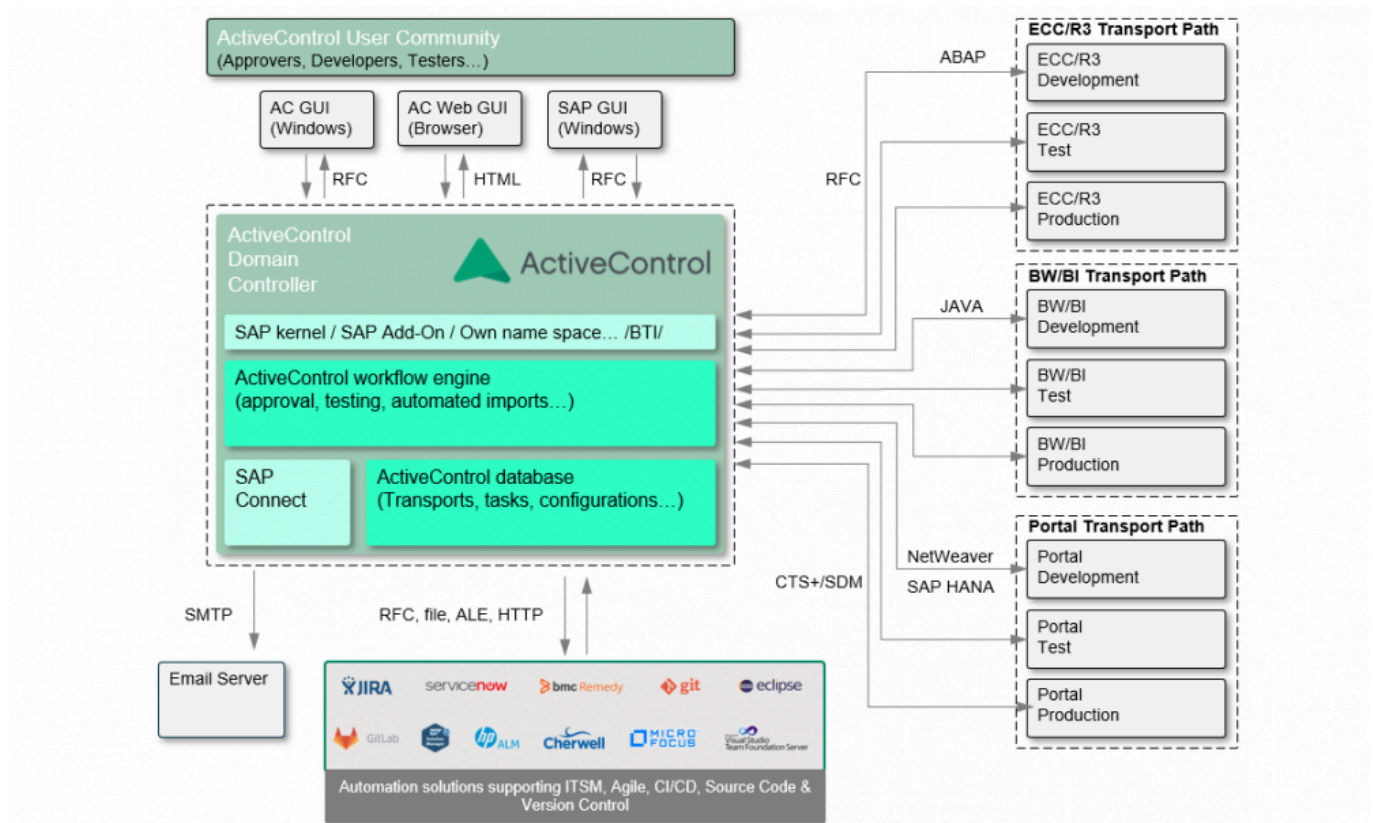 ActiveControl User Community
(Approvers, Developers, Testers...)
AC GUI
(Windows)
AC Web GUI
(Browser)
SAP GUI
(Windows)
RFC
HTML
RFC
ActiveControl
Domain
Controller
ActiveControl
SAP kernel / SAP Add-On / Own name space... /BTI/
ActiveControl workflow engine
(approval, testing, automated imports...)
SAP
Connect
ActiveControl database
(Transports, tasks, configurations...)
SMTP
RFC, file, ALE, HTTP
Email Server
JIRA
servicenow
bmc Remedy
git
eclipse
GitLab
hp ALM
Cherwell
MICRO
FOCUS
Visual Studio
Team Foundation Server
Automation solutions supporting ITSM, Agile, CI/CD, Source Code &
Version Control
ABAP
RFC
JAVA
NetWeaver
SAP HANA
CTS+/SDM
ECC/R3 Transport Path
ECC/R3
Development
ECC/R3
Test
ECC/R3
Production
BW/BI Transport Path
BW/BI
Development
BW/BI
Test
BW/BI
Production
Portal Transport Path
Portal
Development
Portal
Test
Portal
Production